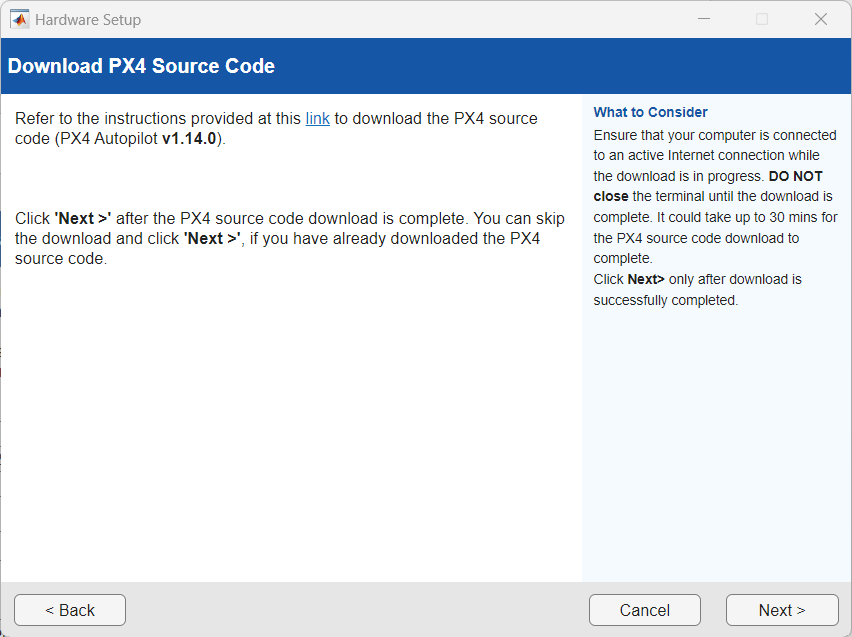 Hardware Setup
Download PX4 Source Code
Refer to the instructions provided at this link to download the PX4 source
code (PX4 Autopilot v1.14.0).
Click 'Next >' after the PX4 source code download is complete. You can skip
the download and click 'Next >', if you have already downloaded the PX4
source code.
What to Consider
Ensure that your computer is connected
to an active Internet connection while
the download is in progress. DO NOT
close the terminal until the download is
complete. It could take up to 30 mins for
the PX4 source code download to
complete.
Click Next> only after download is
successfully completed.
< Back
Cancel
Next >